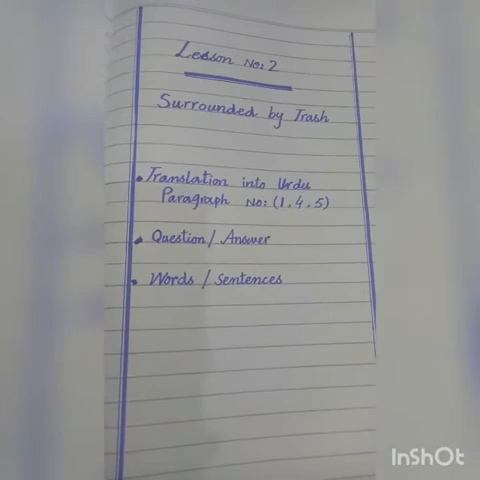 Lesson No: 2
Surrounded by Trash
• Translation into Urdu
Paragraph No: (1, 4, 5)
• Question / Answer
• Words / Sentences
InShOt